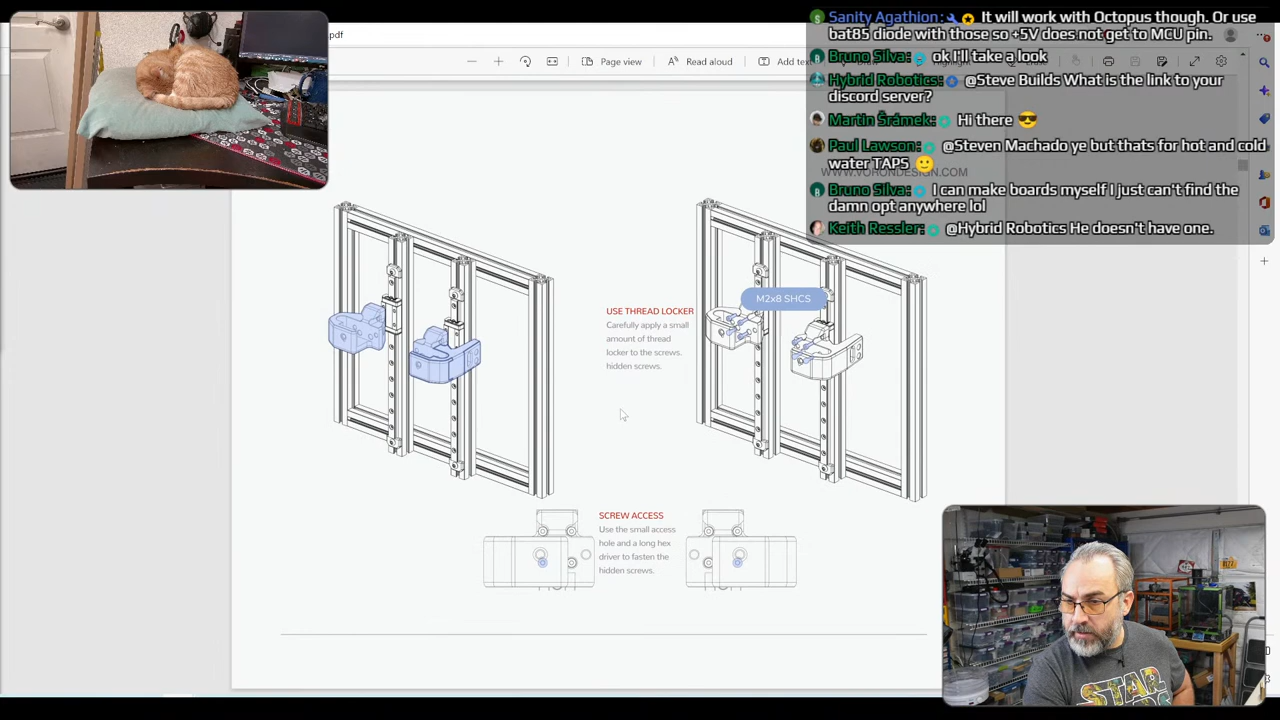 .pdf
Page view
Read aloud
Add text
Sanity Agathion: It will work with Octopus though. Or use
bat85 diode with those so +5V does not get to MCU pin.
Bruno Silva: ok I'll take a look
Hybrid Robotics: @Steve Builds What is the link to your
discord server?
Martin Šrámek: Hi there
Paul Lawson: @Steven Machado ye but thats for hot and cold
water TAPS
WWW.VORONDESIGN.COM
Bruno Silva: I can make boards myself I just can't find the
damn opt anywhere lol
Keith Ressler: @Hybrid Robotics He doesn't have one.
M2x8 SHCS
USE THREAD LOCKER
Carefully apply a small
amount of thread
locker to the screws.
hidden screws.
SCREW ACCESS
Use the small access
hole and a long hex
driver to fasten the
hidden screws.
STAR